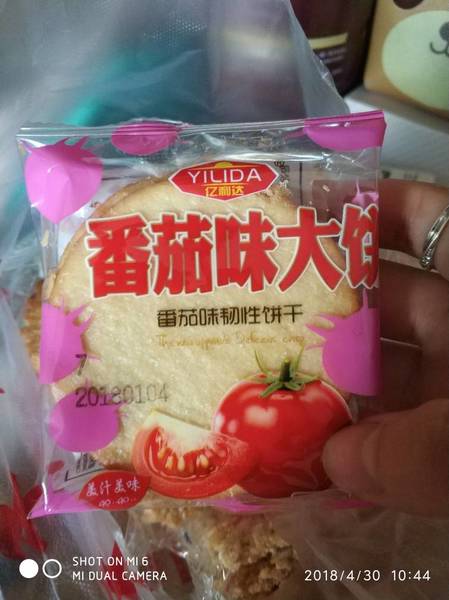 YILIDA
亿利达
番茄味大饼
番茄味韧性饼干
7
20180104
美汁美味
SHOT ON MI 6
MI DUAL CAMERA
2018/4/30 10:44